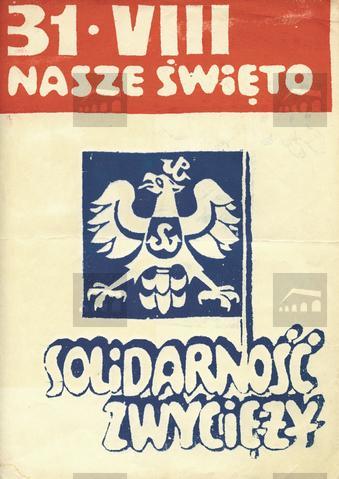 31·VIII
NASZE ŚWIĘTO
SOLIDARNOŚĆ
ZWYCIĘŻY